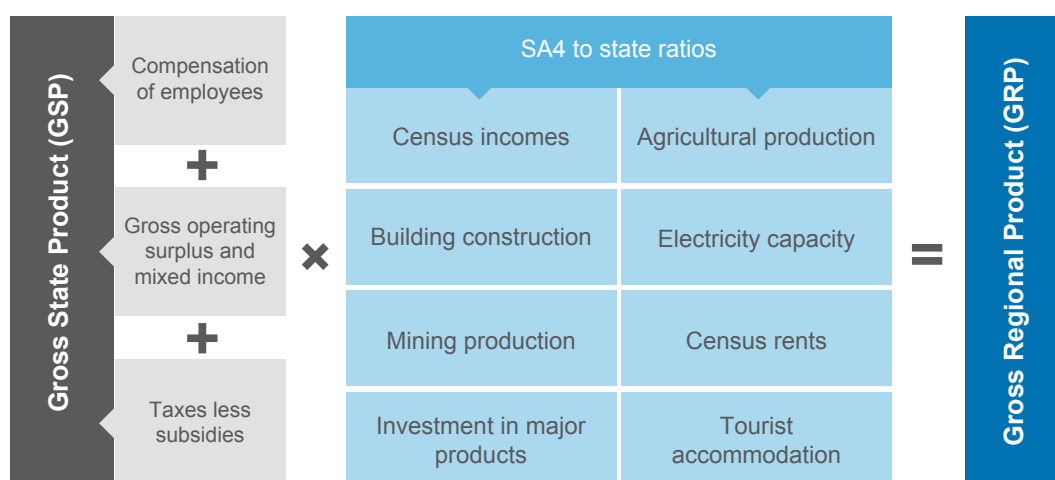 Gross State Product (GSP)
Compensation
of employees
+
Gross operating
surplus and
mixed income
+
Taxes less
subsidies
×
SA4 to state ratios
Census incomes
Agricultural production
Building construction
Electricity capacity
Mining production
Census rents
Investment in major
products
Tourist
accommodation
=
Gross Regional Product (GRP)